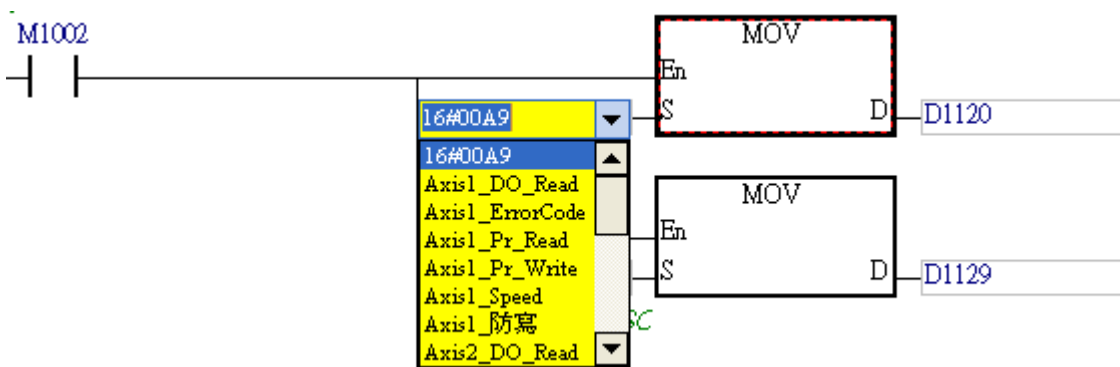 M1002
MOV
En
16#00A9
S D D1120
16#00A9
Axis1_DO_Read
Axis1_ErrorCode
MOV
Axis1_Pr_Read
En
Axis1_Pr_Write
S D D1129
Axis1_Speed
Axis1_防寫
SC
Axis2_DO_Read